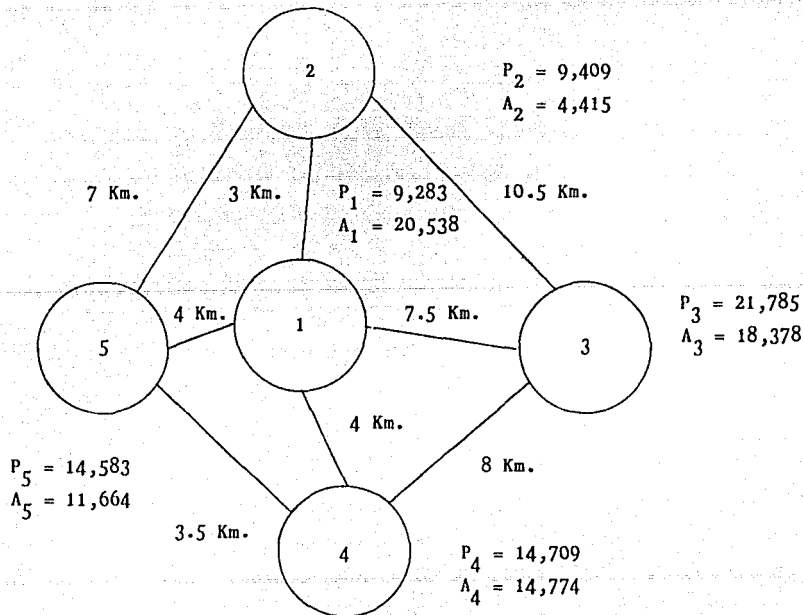 2
P2 = 9,409
A2 = 4,415
7 Km.
3 Km.
P1 = 9,283
A1 = 20,538
10.5 Km.
4 Km.
1
7.5 Km.
5
3
P3 = 21,785
A3 = 18,378
4 Km.
8 Km.
P5 = 14,583
A5 = 11,664
3.5 Km.
4
P4 = 14,709
A4 = 14,774